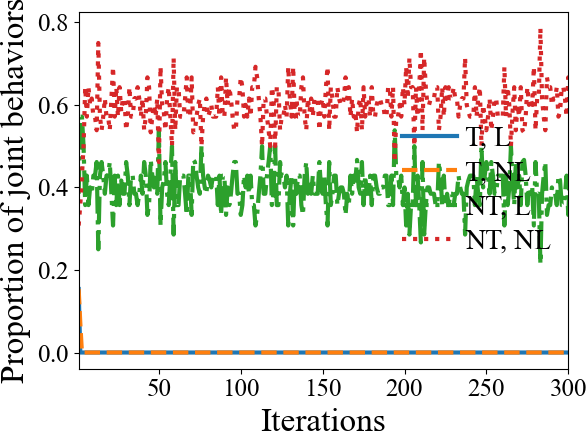 Proportion of joint behaviors
0.8
0.6
0.4
0.2
0.0
50
100
150
200
250
300
Iterations
T, L
T, NL
NT, L
NT, NL